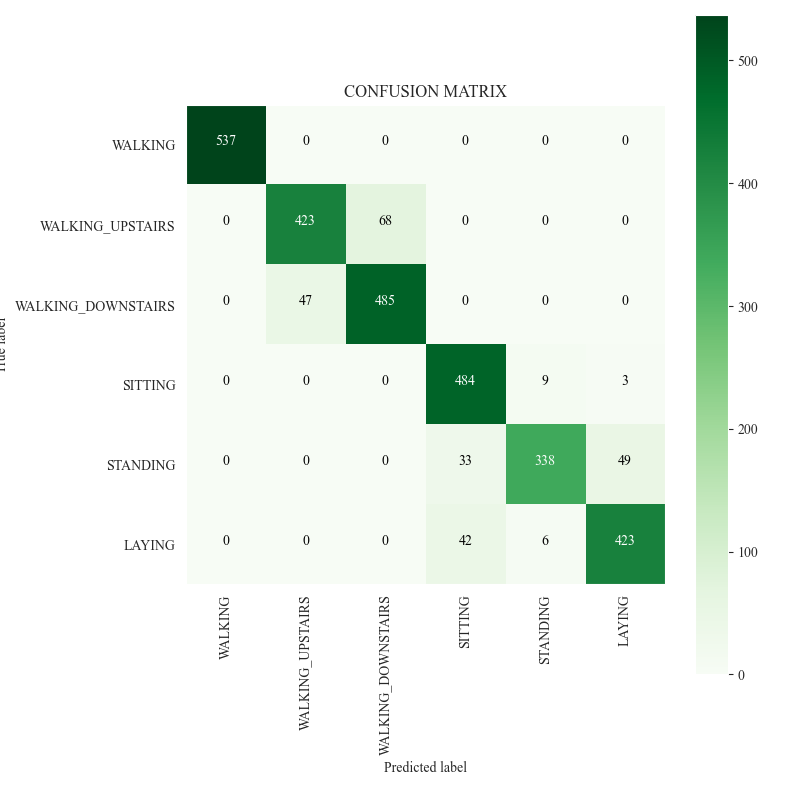 CONFUSION MATRIX
WALKING 537 0 0 0 0 0
WALKING_UPSTAIRS 0 423 68 0 0 0
WALKING_DOWNSTAIRS 0 47 485 0 0 0
SITTING 0 0 0 484 9 3
STANDING 0 0 0 33 338 49
LAYING 0 0 0 42 6 423
WALKING
WALKING_UPSTAIRS
WALKING_DOWNSTAIRS
SITTING
STANDING
LAYING
Predicted label
500
400
300
200
100
0